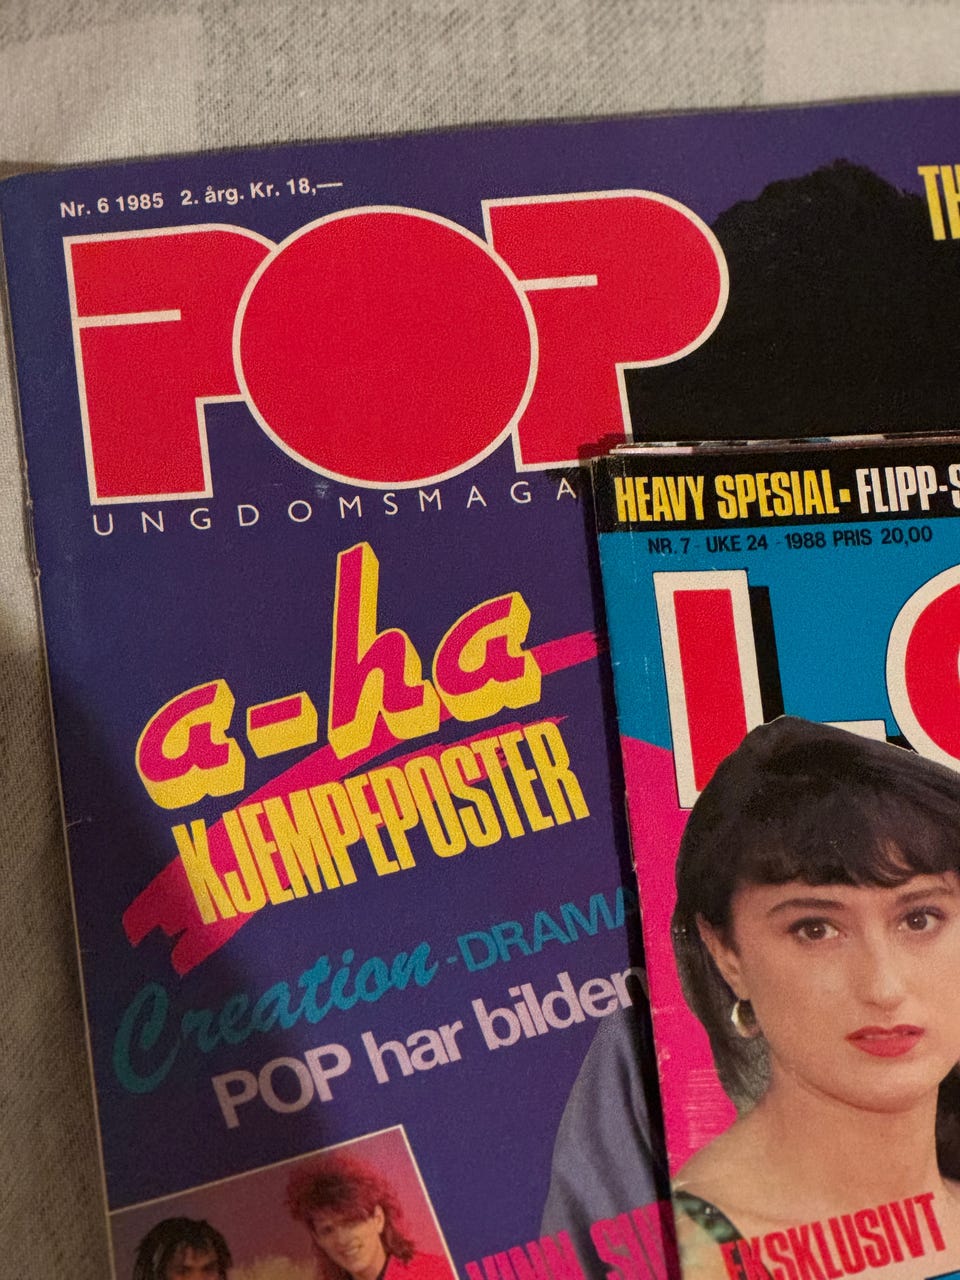 Nr. 6 1985 2. årg. Kr. 18,—
POP
UNGDOMSMAGA
a-ha
KJEMPEPOSTER
Creation-DRAMA
POP har bilden
HEAVY SPESIAL· FLIPP-S
NR. 7 - UKE 24 - 1988 PRIS 20,00
EKSKLUSIVT